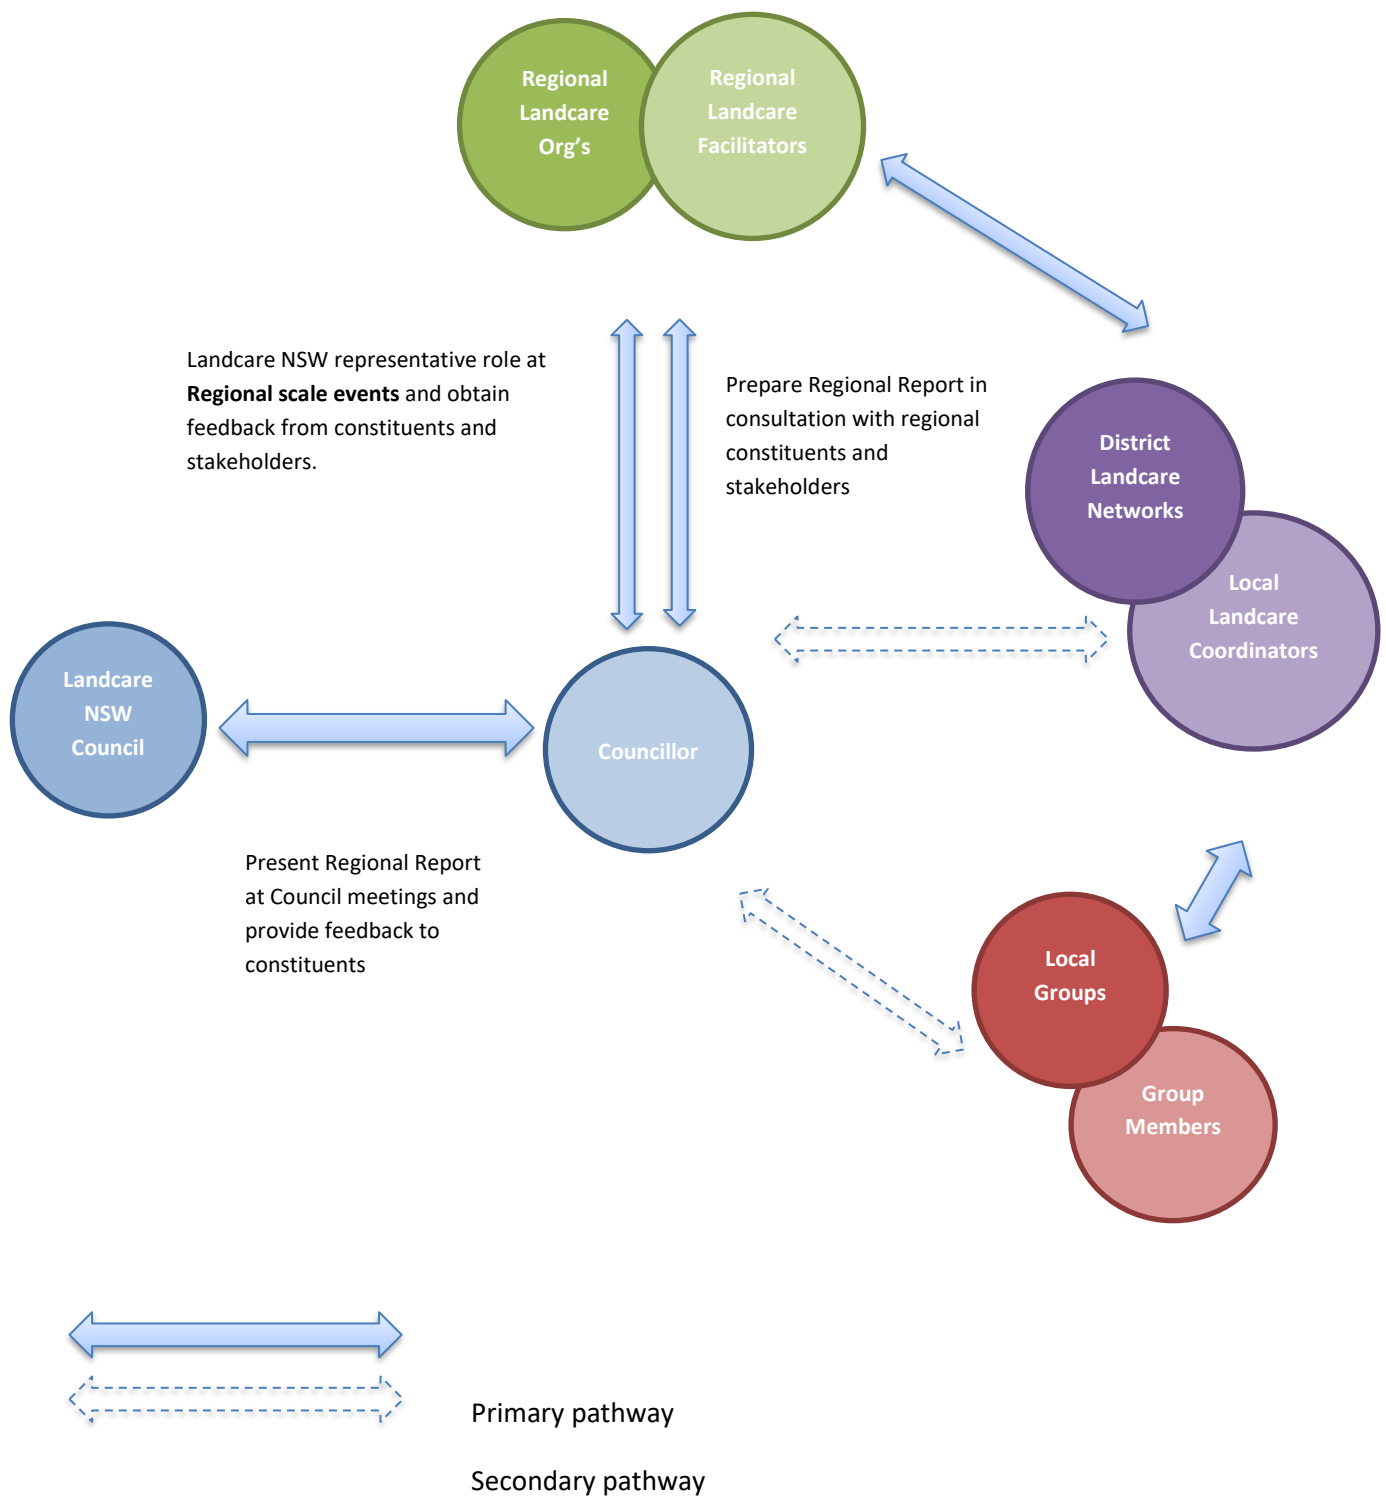 Regional
Landcare
Org’s
Regional
Landcare
Facilitators
Landcare NSW representative role at
Regional scale events and obtain
feedback from constituents and
stakeholders.
Prepare Regional Report in
consultation with regional
constituents and
stakeholders
District
Landcare
Networks
Local
Landcare
Coordinators
Landcare
NSW
Council
Councillor
Present Regional Report
at Council meetings and
provide feedback to
constituents
Local
Groups
Group
Members
Primary pathway
Secondary pathway